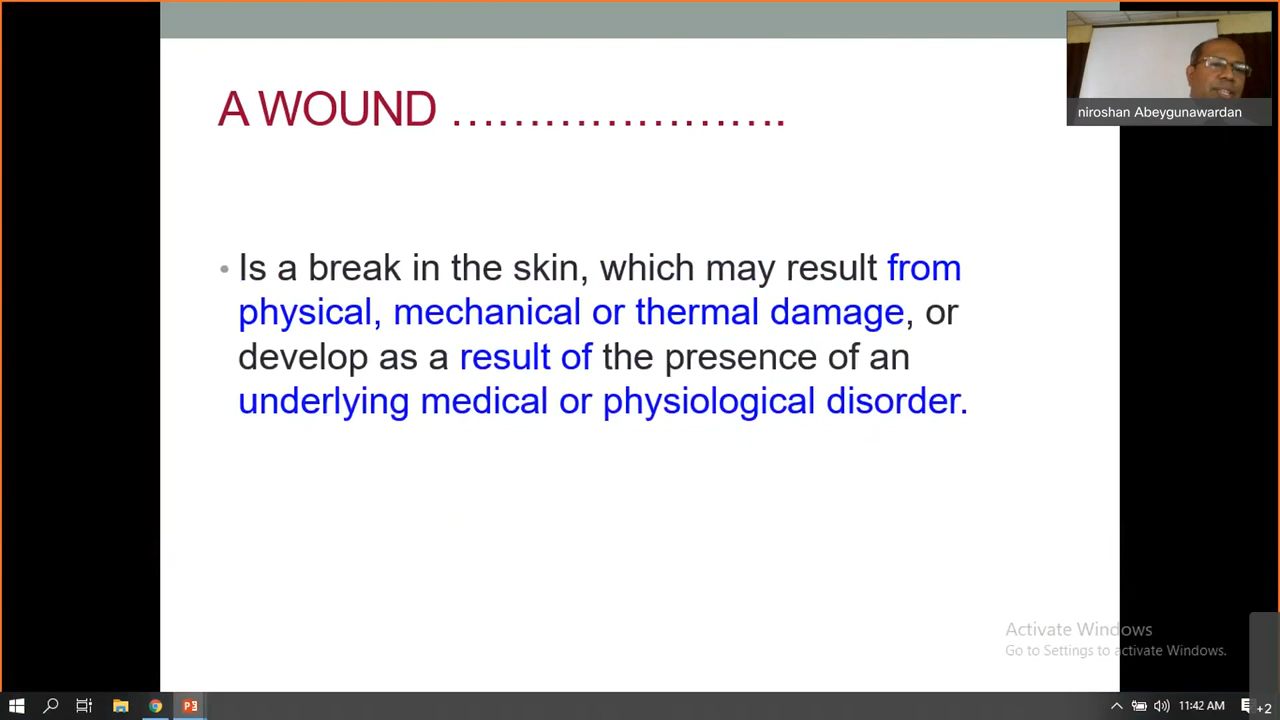 A WOUND ......................
niroshan Abeygunawardan
• Is a break in the skin, which may result from
physical, mechanical or thermal damage, or
develop as a result of the presence of an
underlying medical or physiological disorder.
Activate Windows
Go to Settings to activate Windows.
11:42 AM
+2